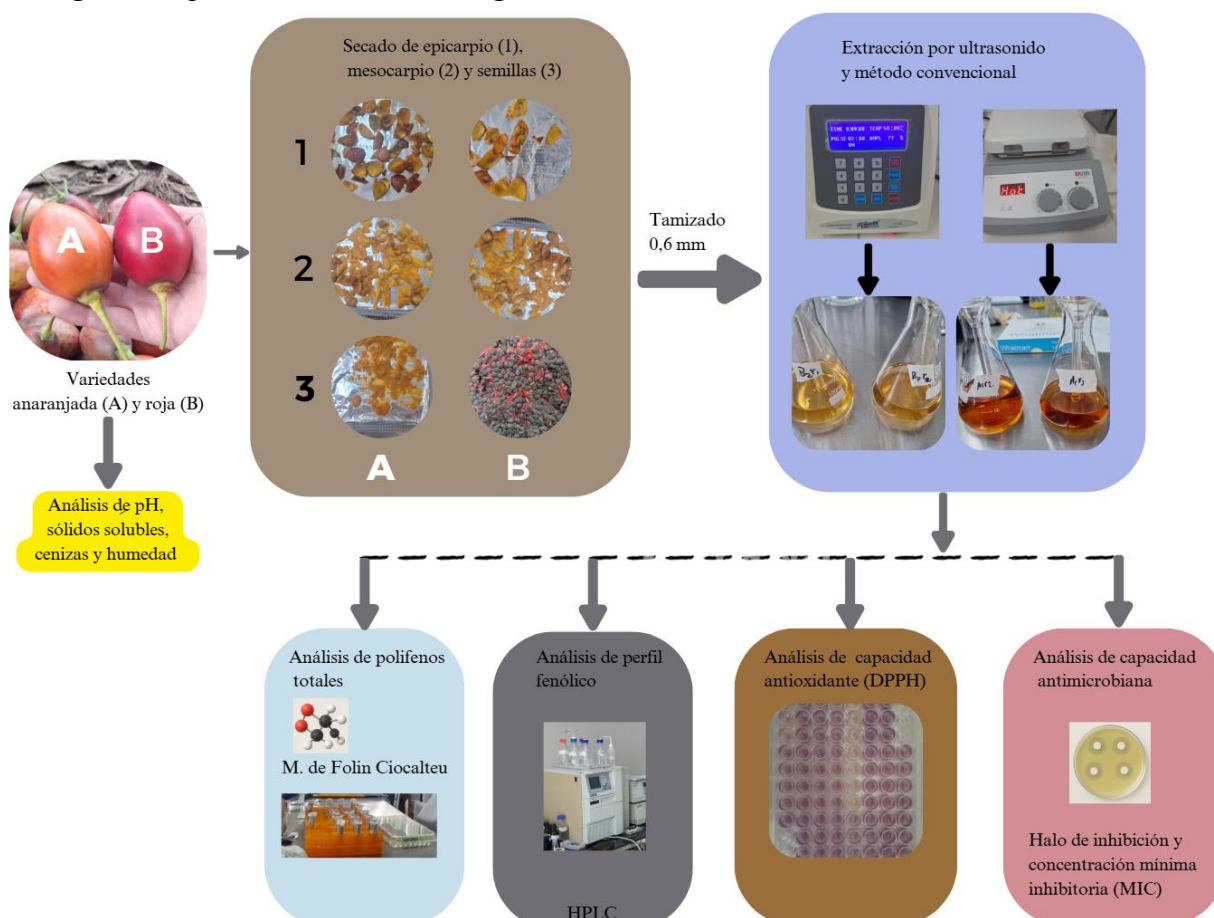 Secado de epicarpio (1),
mesocarpio (2) y semillas (3)
1
2
3
A
B
A
B
Variedades
anaranjada (A) y roja (B)
Análisis de pH,
sólidos solubles,
cenizas y humedad
Tamizado
0,6 mm
Extracción por ultrasonido
y método convencional
Hot
Análisis de polifenos
totales
M. de Folin Ciocalteu
Análisis de perfil
fenólico
HPLC
Análisis de capacidad
antioxidante (DPPH)
Análisis de capacidad
antimicrobiana
Halo de inhibición y
concentración mínima
inhibitoria (MIC)